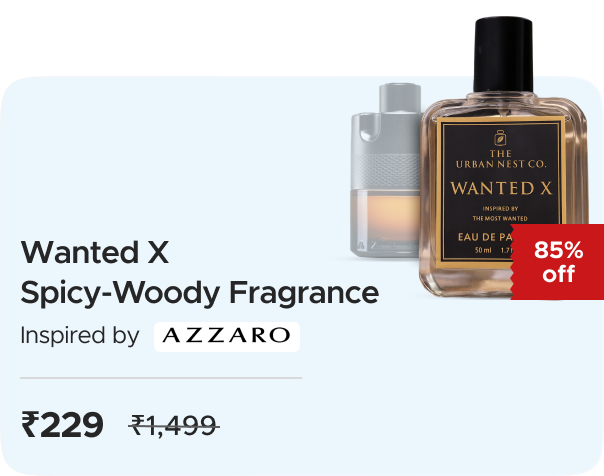 THE
URBAN NEST CO.
WANTED X
INSPIRED BY
THE MOST WANTED
EAU DE
50 ml
85%
off
Wanted X
Spicy-Woody Fragrance
Inspired by AZZARO
₹229 ₹1,499